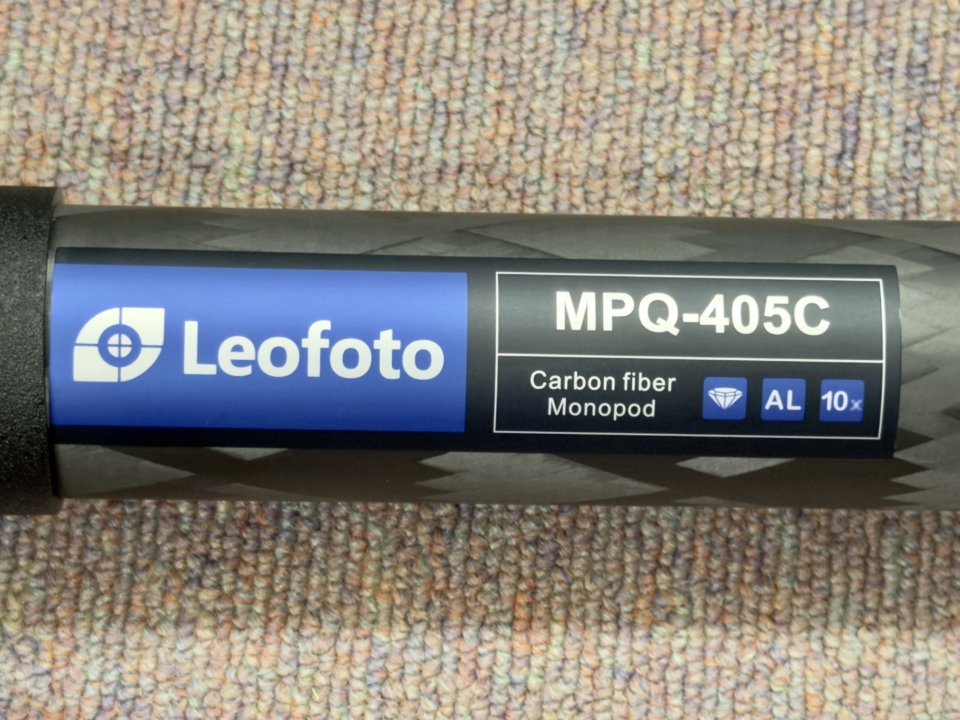 Leofoto
MPQ-405C
Carbon fiber
Monopod
AL
10x